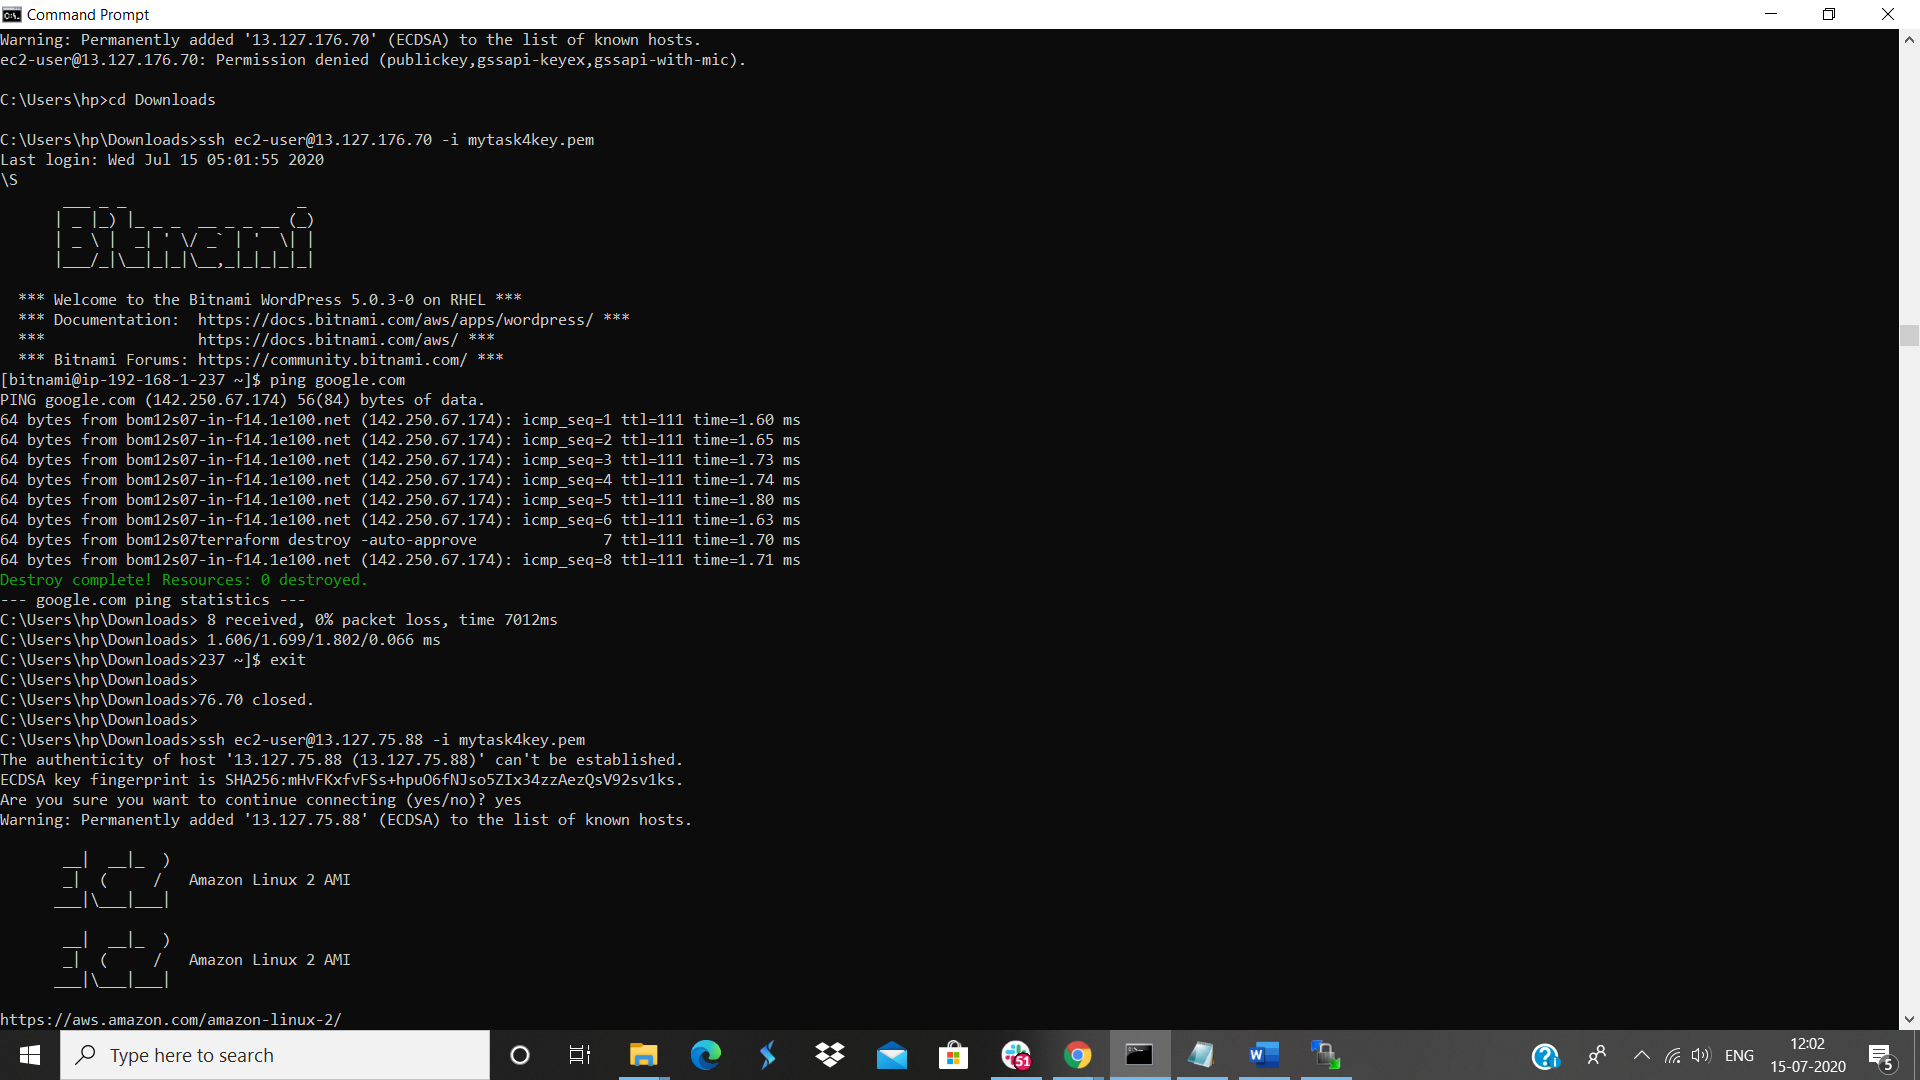 Command Prompt
Warning: Permanently added '13.127.176.70' (ECDSA) to the list of known hosts.
ec2-user@13.127.176.70: Permission denied (publickey,gssapi-keyex,gssapi-with-mic).
C:\Users\hp>cd Downloads
C:\Users\hp\Downloads>ssh ec2-user@13.127.176.70 -i mytask4key.pem
Last login: Wed Jul 15 05:01:55 2020
\S
Bitnami
*** Welcome to the Bitnami WordPress 5.0.3-0 on RHEL ***
*** Documentation:  https://docs.bitnami.com/aws/apps/wordpress/ ***
***                 https://docs.bitnami.com/aws/ ***
*** Bitnami Forums: https://community.bitnami.com/ ***
[bitnami@ip-192-168-1-237 ~]$ ping google.com
PING google.com (142.250.67.174) 56(84) bytes of data.
64 bytes from bom12s07-in-f14.1e100.net (142.250.67.174): icmp_seq=1 ttl=111 time=1.60 ms
64 bytes from bom12s07-in-f14.1e100.net (142.250.67.174): icmp_seq=2 ttl=111 time=1.65 ms
64 bytes from bom12s07-in-f14.1e100.net (142.250.67.174): icmp_seq=3 ttl=111 time=1.73 ms
64 bytes from bom12s07-in-f14.1e100.net (142.250.67.174): icmp_seq=4 ttl=111 time=1.74 ms
64 bytes from bom12s07-in-f14.1e100.net (142.250.67.174): icmp_seq=5 ttl=111 time=1.80 ms
64 bytes from bom12s07-in-f14.1e100.net (142.250.67.174): icmp_seq=6 ttl=111 time=1.63 ms
64 bytes from bom12s07terraform destroy -auto-approve              7 ttl=111 time=1.70 ms
64 bytes from bom12s07-in-f14.1e100.net (142.250.67.174): icmp_seq=8 ttl=111 time=1.71 ms
Destroy complete! Resources: 0 destroyed.
--- google.com ping statistics ---
C:\Users\hp\Downloads> 8 received, 0% packet loss, time 7012ms
C:\Users\hp\Downloads> 1.606/1.699/1.802/0.066 ms
C:\Users\hp\Downloads>237 ~]$ exit
C:\Users\hp\Downloads>
C:\Users\hp\Downloads>76.70 closed.
C:\Users\hp\Downloads>
C:\Users\hp\Downloads>ssh ec2-user@13.127.75.88 -i mytask4key.pem
The authenticity of host '13.127.75.88 (13.127.75.88)' can't be established.
ECDSA key fingerprint is SHA256:mHvFKxfvFSs+hpuO6fNJso5ZIx34zzAezQsV92sv1ks.
Are you sure you want to continue connecting (yes/no)? yes
Warning: Permanently added '13.127.75.88' (ECDSA) to the list of known hosts.
Amazon Linux 2 AMI
Amazon Linux 2 AMI
https://aws.amazon.com/amazon-linux-2/
Type here to search
51
ENG
12:02
15-07-2020
5